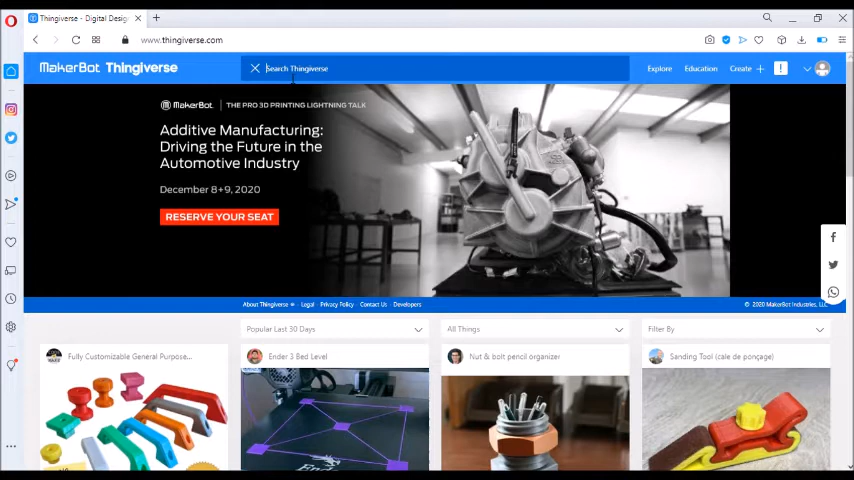 Thingiverse - Digital Desig
www.thingiverse.com
MakerBot Thingiverse
Search Thingiverse
Explore
Education
Create +
MakerBot. | THE PRO 3D PRINTING LIGHTNING TALK
Additive Manufacturing:
Driving the Future in the
Automotive Industry
December 8+9, 2020
RESERVE YOUR SEAT
About Thingiverse Legal Privacy Policy Contact Us Developers
© 2020 MakerBot Industries, LLC
Popular Last 30 Days
All Things
Filter By
Fully Customizable General Purpose...
Ender 3 Bed Level
Nut & bolt pencil organizer
Sanding Tool (cale de ponçage)